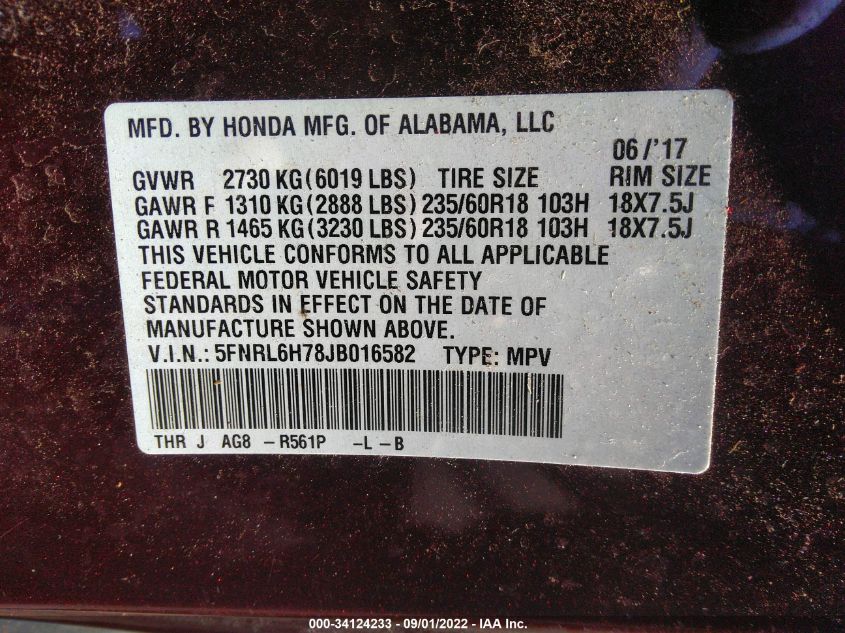 MFD. BY HONDA MFG. OF ALABAMA, LLC
06/'17
GVWR 2730 KG(6019 LBS) TIRE SIZE RIM SIZE
GAWR F 1310 KG(2888 LBS) 235/60R18 103H 18X7.5J
GAWR R 1465 KG(3230 LBS) 235/60R18 103H 18X7.5J
THIS VEHICLE CONFORMS TO ALL APPLICABLE
FEDERAL MOTOR VEHICLE SAFETY
STANDARDS IN EFFECT ON THE DATE OF
MANUFACTURE SHOWN ABOVE.
V.I.N.: 5FNRL6H78JB016582 TYPE: MPV
THR J AG8 -R561P -L-B
000-34124233 - 09/01/2022 - IAA Inc.